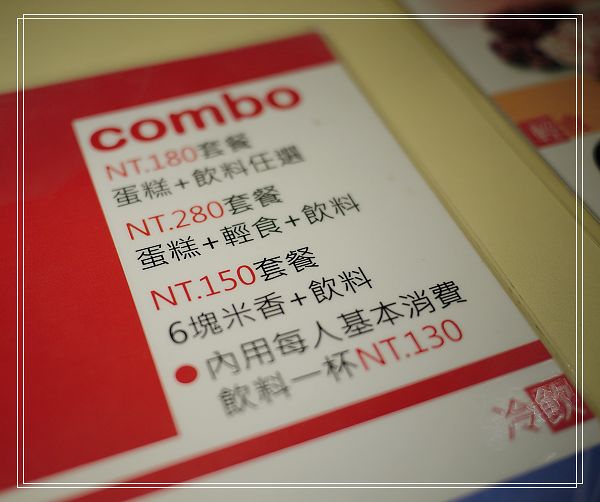 combo
NT.180套餐
蛋糕+飲料任選
NT.280套餐
蛋糕+輕食+飲料
NT.150套餐
6塊米香+飲料
●內用每人基本消費
飲料一杯NT.130
冷飲
輕食